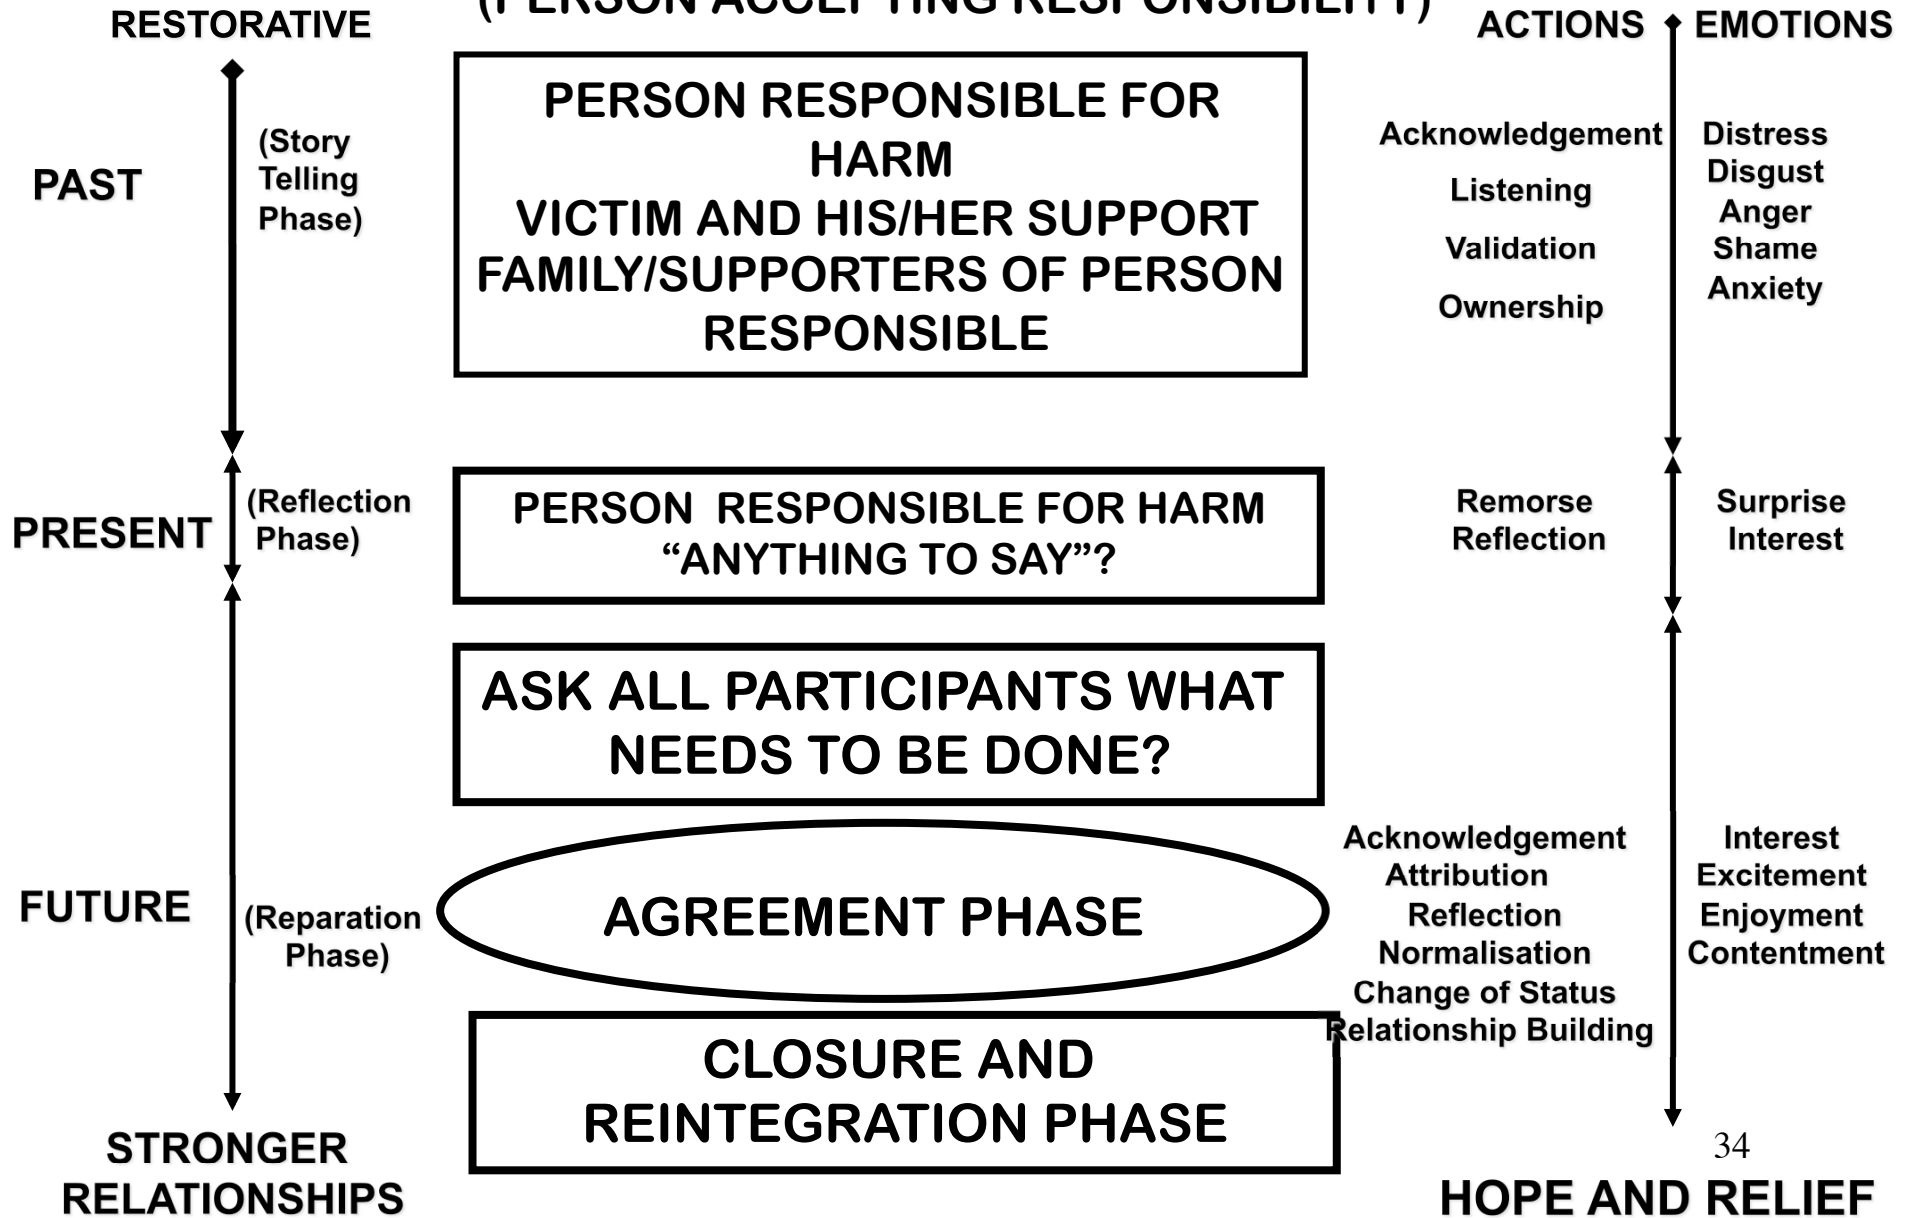 (PERSON ACCEPTING RESPONSIBILITY)
RESTORATIVE
ACTIONS
EMOTIONS
PAST
(Story
Telling
Phase)
PERSON RESPONSIBLE FOR
HARM
VICTIM AND HIS/HER SUPPORT
FAMILY/SUPPORTERS OF PERSON
RESPONSIBLE
Acknowledgement
Listening
Validation
Ownership
Distress
Disgust
Anger
Shame
Anxiety
PRESENT
(Reflection
Phase)
PERSON RESPONSIBLE FOR HARM
“ANYTHING TO SAY”?
Remorse
Reflection
Surprise
Interest
ASK ALL PARTICIPANTS WHAT
NEEDS TO BE DONE?
FUTURE
(Reparation
Phase)
AGREEMENT PHASE
Acknowledgement
Attribution
Reflection
Normalisation
Change of Status
Relationship Building
Interest
Excitement
Enjoyment
Contentment
CLOSURE AND
REINTEGRATION PHASE
STRONGER
RELATIONSHIPS
34
HOPE AND RELIEF